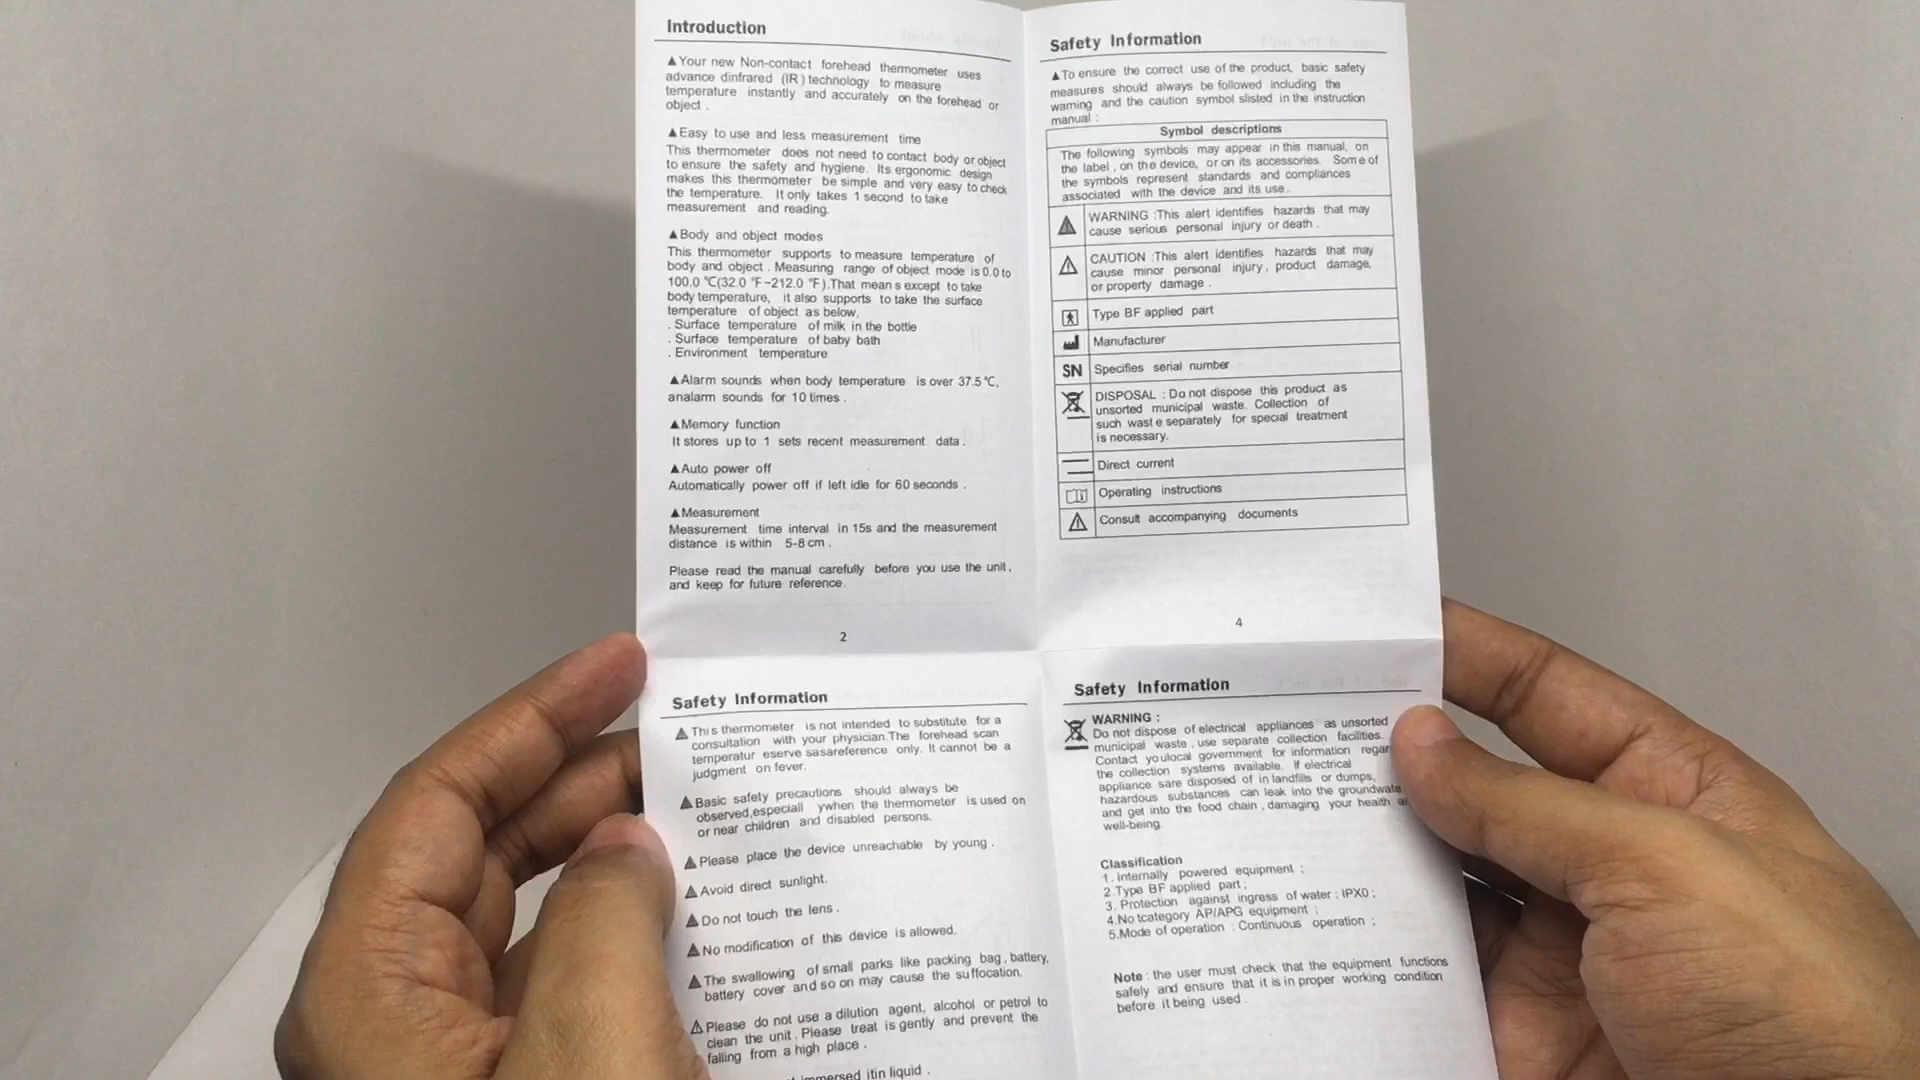 Introduction
▲Your new Non-contact forehead thermometer uses
advance dinfrared (IR) technology to measure
temperature instantly and accurately on the forehead or
object .
▲Easy to use and less measurement time
This thermometer does not need to contact body or object
to ensure the safety and hygiene. Its ergonomic design
makes this thermometer be simple and very easy to check
the temperature. It only takes 1 second to take
measurement and reading.
▲Body and object modes
This thermometer supports to measure temperature of
body and object . Measuring range of object mode is 0.0 to
100.0 ℃(32.0 ℉~212.0 ℉).That mean s except to take
body temperature, it also supports to take the surface
temperature of object as below,
. Surface temperature of milk in the bottle
. Surface temperature of baby bath
. Environment temperature
▲Alarm sounds when body temperature is over 37.5℃,
analarm sounds for 10 times .
▲Memory function
It stores up to 1 sets recent measurement data .
▲Auto power off
Automatically power off if left idle for 60 seconds .
▲Measurement
Measurement time interval in 15s and the measurement
distance is within 5-8cm .
Please read the manual carefully before you use the unit,
and keep for future reference.
2
Safety Information
▲To ensure the correct use of the product, basic safety
measures should always be followed including the
warning and the caution symbol slisted in the instruction
manual :
Symbol descriptions
The following symbols may appear in this manual, on
the label , on the device, or on its accessories. Some of
the symbols represent standards and compliances
associated with the device and its use.
WARNING :This alert identifies hazards that may
cause serious personal injury or death .
CAUTION :This alert identifies hazards that may
cause minor personal injury, product damage,
or property damage .
Type BF applied part
Manufacturer
SN Specifies serial number
DISPOSAL : Do not dispose this product as
unsorted municipal waste. Collection of
such wast e separately for special treatment
is necessary.
Direct current
Operating instructions
Consult accompanying documents
4
Safety Information
This thermometer is not intended to substitute for a
consultation with your physician.The forehead scan
temperatur eserve sasareference only. It cannot be a
judgment on fever.
Basic safety precautions should always be
observed,especiall ywhen the thermometer is used on
or near children and disabled persons.
Please place the device unreachable by young .
Avoid direct sunlight.
Do not touch the lens .
No modification of this device is allowed.
The swallowing of small parks like packing bag, battery,
battery cover and so on may cause the suffocation.
Please do not use a dilution agent, alcohol or petrol to
clean the unit . Please treat is gently and prevent the
falling from a high place .
immersed itin liquid .
Safety Information
WARNING :
Do not dispose of electrical appliances as unsorted
municipal waste , use separate collection facilities.
Contact youlocal government for information regar
the collection systems available. If electrical
appliance sare disposed of in landfills or dumps,
hazardous substances can leak into the groundwate
and get into the food chain , damaging your health
well-being.
Classification
1. Internally powered equipment ;
2.Type BF applied part ;
3. Protection against ingress of water : IPX0 ;
4.No tcategory AP/APG equipment ;
5.Mode of operation : Continuous operation ;
Note : the user must check that the equipment functions
safely and ensure that it is in proper working condition
before it being used .